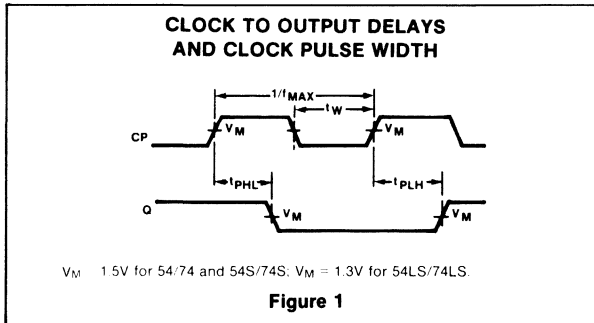 CLOCK TO OUTPUT DELAYS
AND CLOCK PULSE WIDTH
1/fMAX
tW
CP
VM
VM
tPHL
tPLH
Q
VM
VM
VM 1.5V for 54/74 and 54S/74S; VM = 1.3V for 54LS/74LS.
Figure 1